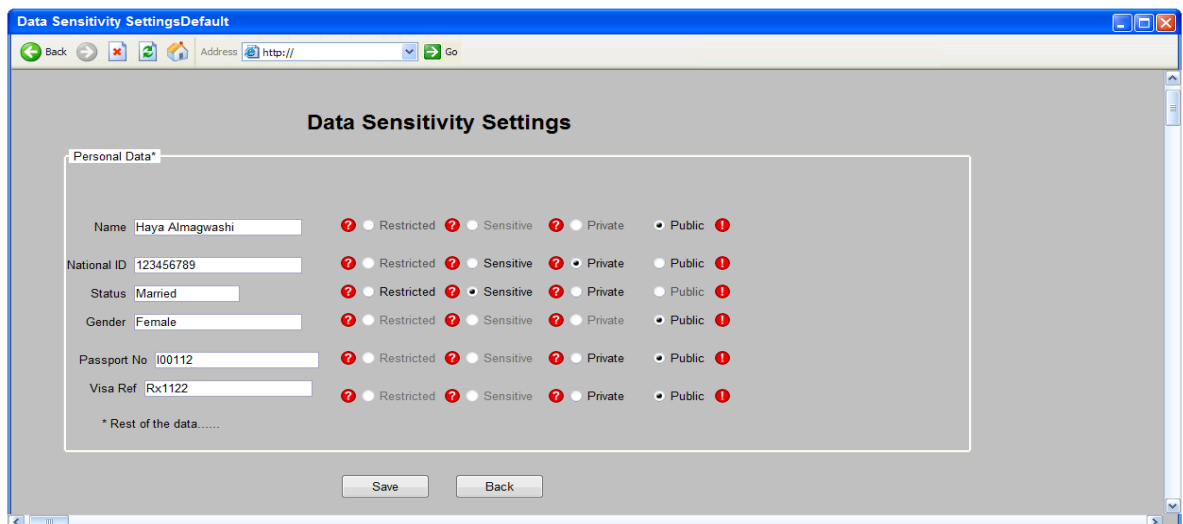 Data Sensitivity SettingsDefault
Back Address http:// Go
Data Sensitivity Settings
Personal Data*
Name Haya Almagwashi ? Restricted ? Sensitive ? Private Public !
National ID 123456789 ? Restricted ? Sensitive ? Private Public !
Status Married ? Restricted ? Sensitive ? Private Public !
Gender Female ? Restricted ? Sensitive ? Private Public !
Passport No I00112 ? Restricted ? Sensitive ? Private Public !
Visa Ref Rx1122 ? Restricted ? Sensitive ? Private Public !
* Rest of the data......
Save Back